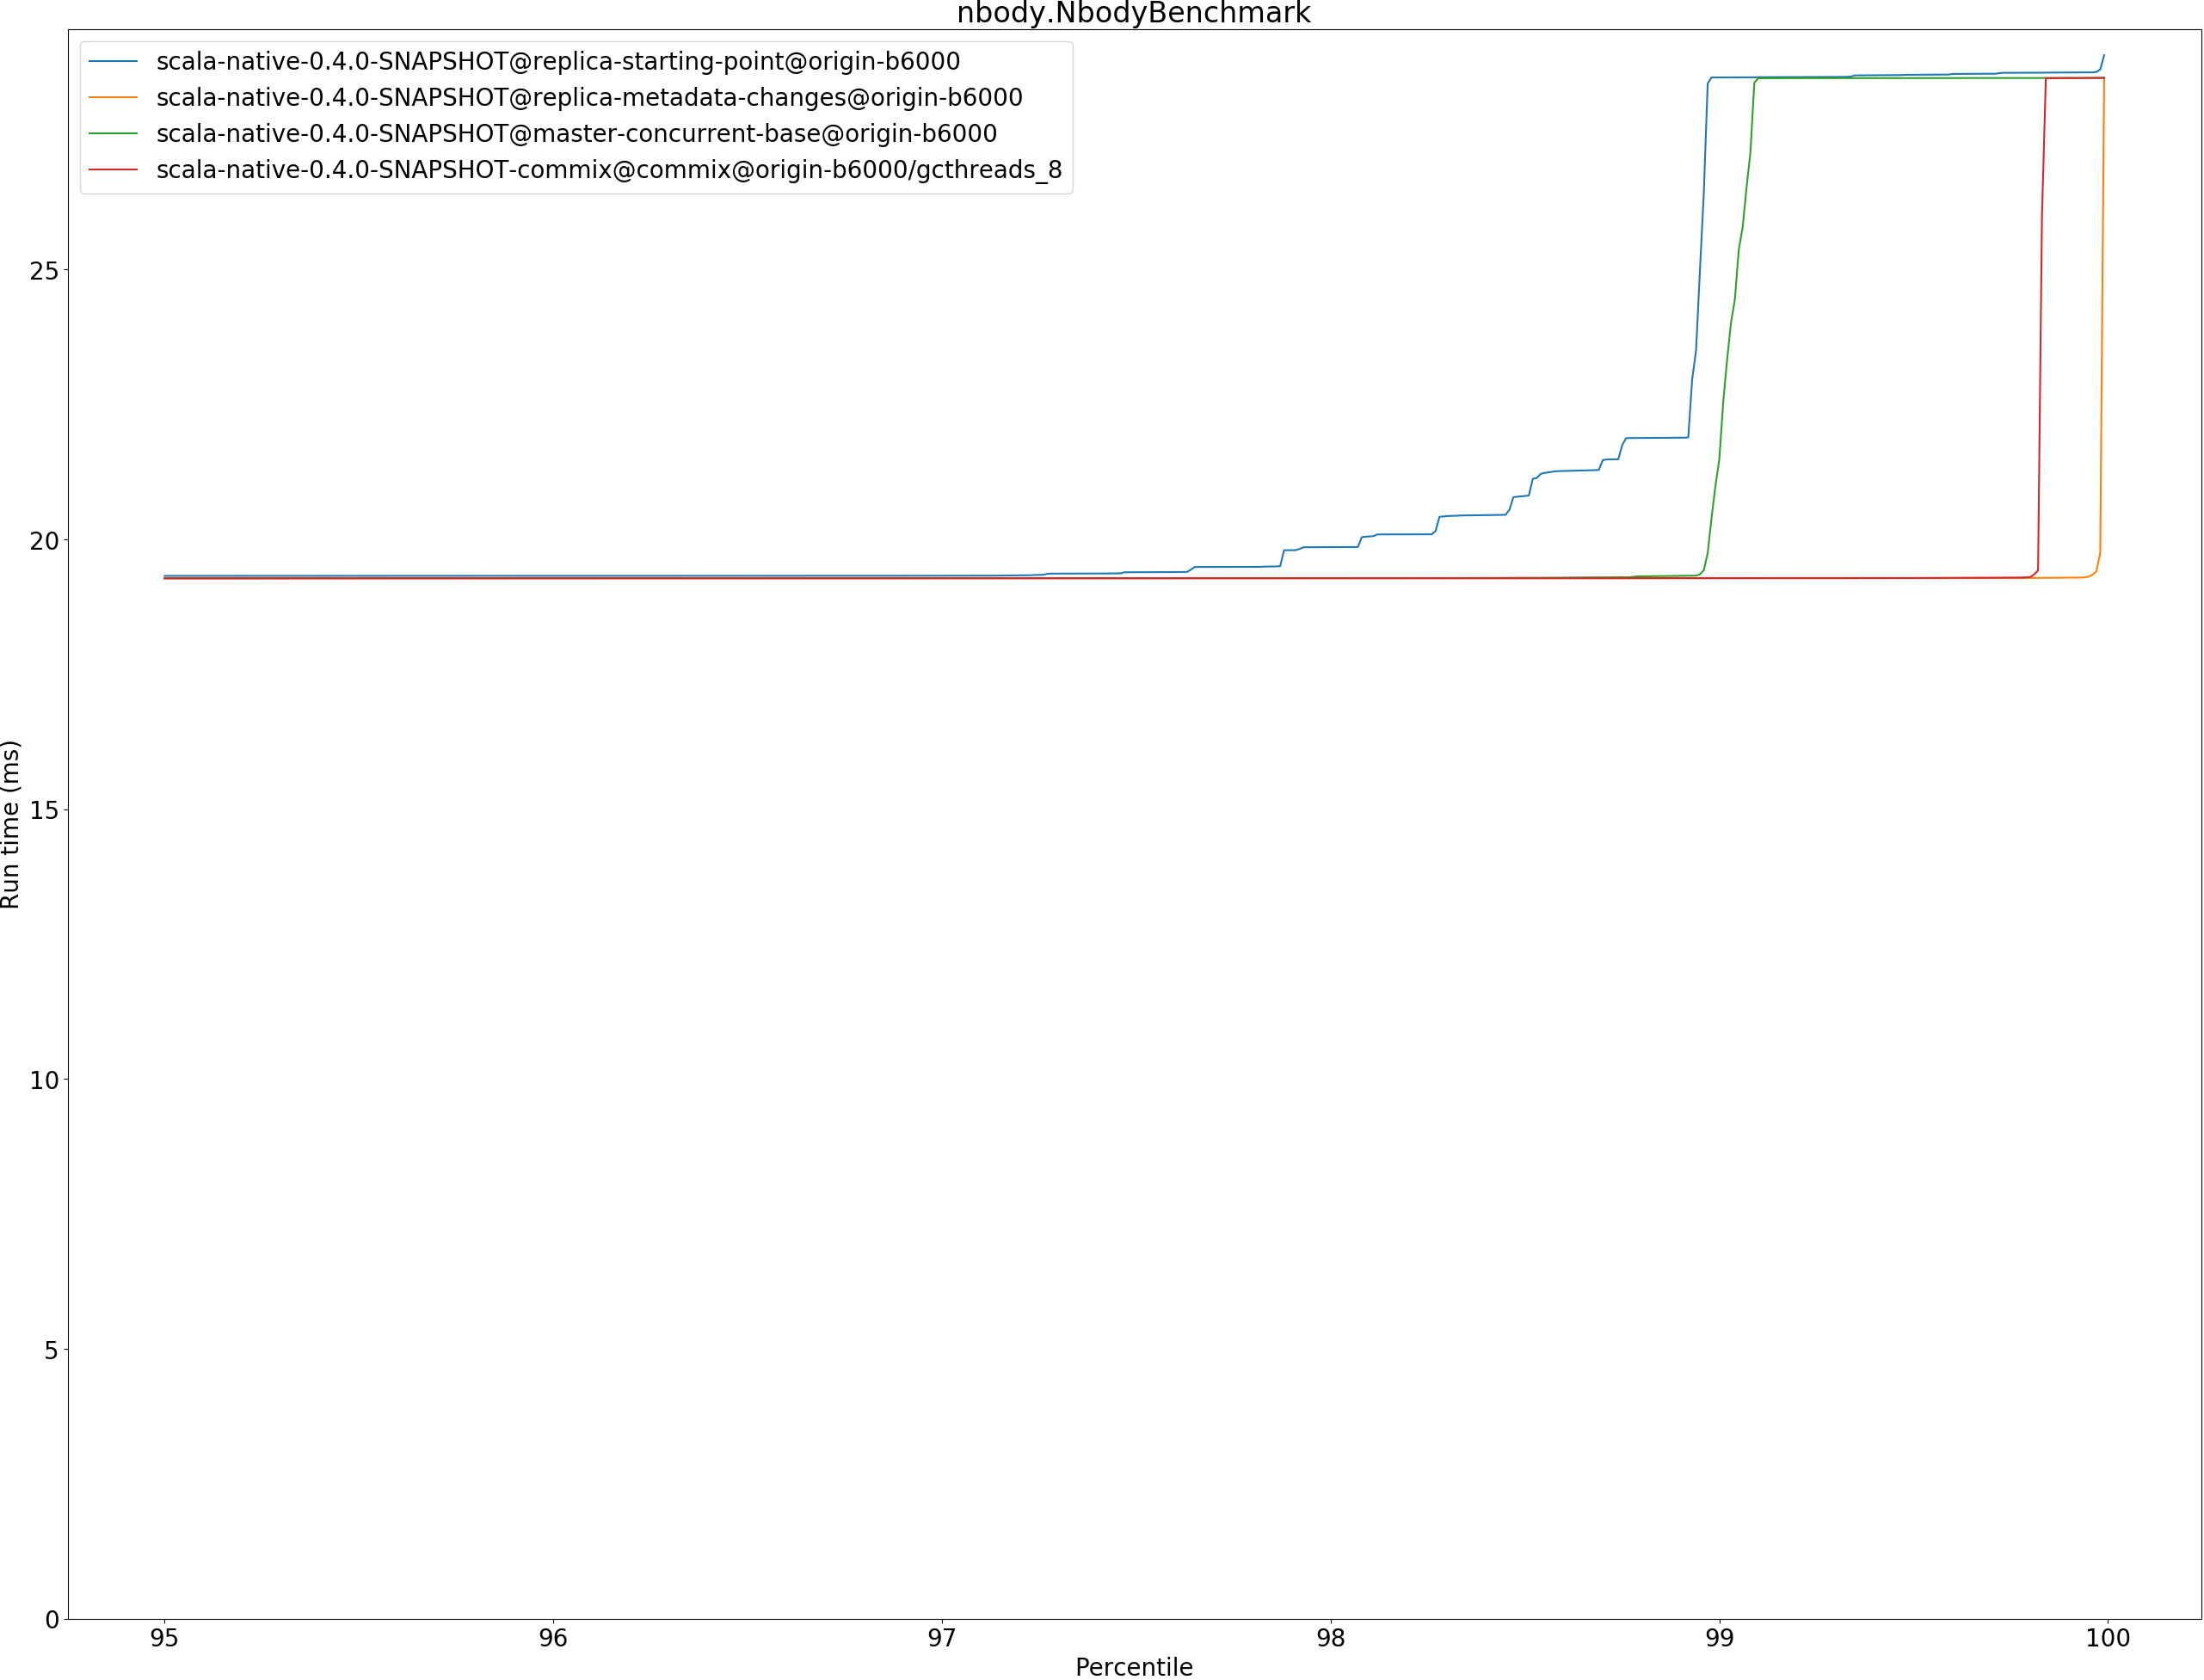 nbody.NbodyBenchmark
scala-native-0.4.0-SNAPSHOT@replica-starting-point@origin-b6000
scala-native-0.4.0-SNAPSHOT@replica-metadata-changes@origin-b6000
scala-native-0.4.0-SNAPSHOT@master-concurrent-base@origin-b6000
scala-native-0.4.0-SNAPSHOT-commix@commix@origin-b6000/gcthreads_8
25
20
15
10
5
0
Run time (ms)
95 96 97 98 99 100
Percentile